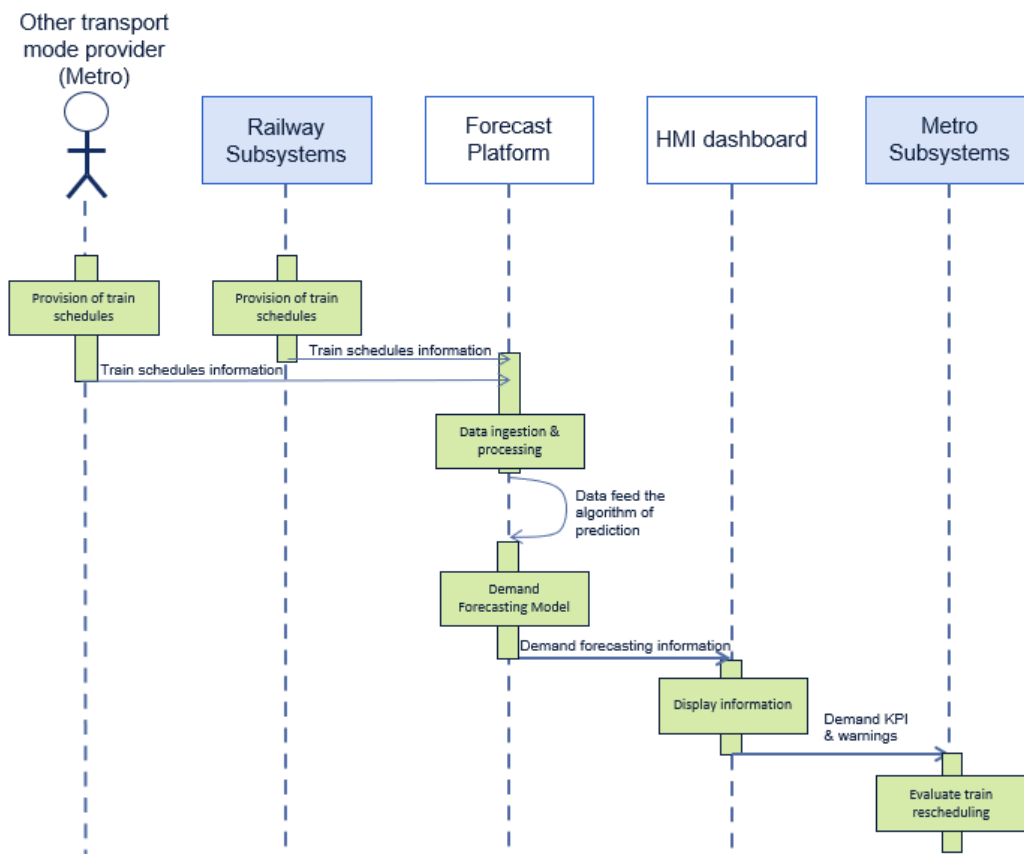 Other transport
mode provider
(Metro)
Railway
Subsystems
Forecast
Platform
HMI dashboard
Metro
Subsystems
Provision of train
schedules
Provision of train
schedules
Train schedules information
Train schedules information
Data ingestion &
processing
Data feed the
algorithm of
prediction
Demand
Forecasting Model
Demand forecasting information
Display information
Demand KPI
& warnings
Evaluate train
rescheduling